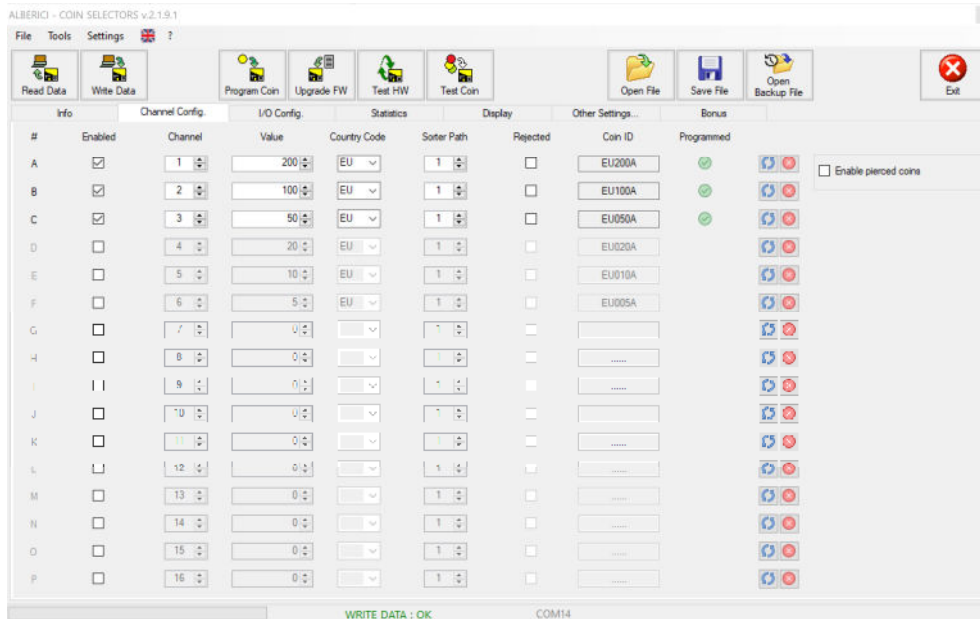 ALBERICI - COIN SELECTORS v.2.1.9.1
File Tools Settings ?
Read Data Write Data Program Coin Upgrade FW Test HW Test Coin Open File Save File Open Backup File Exit
Info Channel Config. I/O Config. Statistics Display Other Settings... Bonus
# Enabled Channel Value Country Code Sorter Path Rejected Coin ID Programmed
A 1 200 EU 1 EU200A Enable pierced coins
B 2 100 EU 1 EU100A
C 3 50 EU 1 EU050A
D 4 20 EU 1 EU020A
E 5 10 EU 1 EU010A
F 6 5 EU 1 EU005A
G 7 0 1
H 8 0 1 ......
9 0 1 ......
J 10 0 1
K 11 0 1 ......
L 12 0 1 ......
M 13 0 1 ......
N 14 0 1 ......
O 15 0 1 ......
P 16 0 1 ......
WRITE DATA : OK COM14